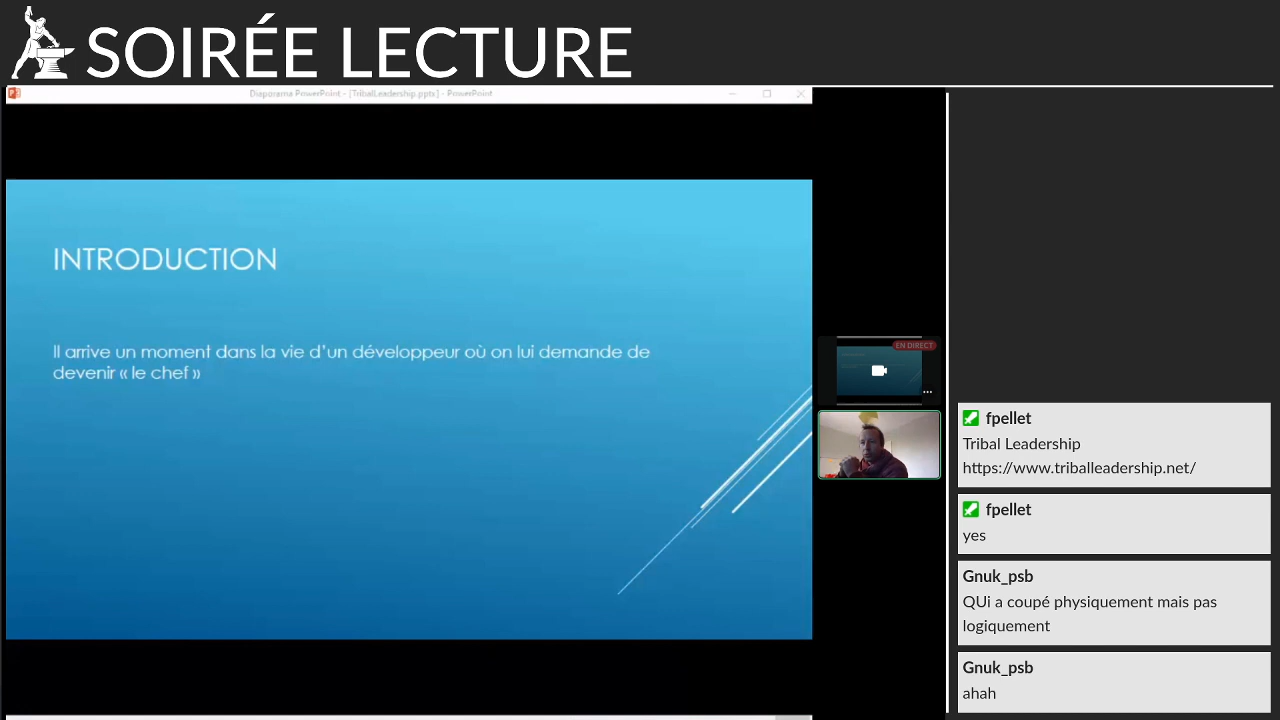 SOIRÉE LECTURE
Diaporama PowerPoint - [TribalLeadership.pptx] - PowerPoint
INTRODUCTION
Il arrive un moment dans la vie d’un développeur où on lui demande de
devenir « le chef »
EN DIRECT
fpellet
Tribal Leadership
https://www.triballeadership.net/
fpellet
yes
Gnuk_psb
QUi a coupé physiquement mais pas
logiquement
Gnuk_psb
ahah